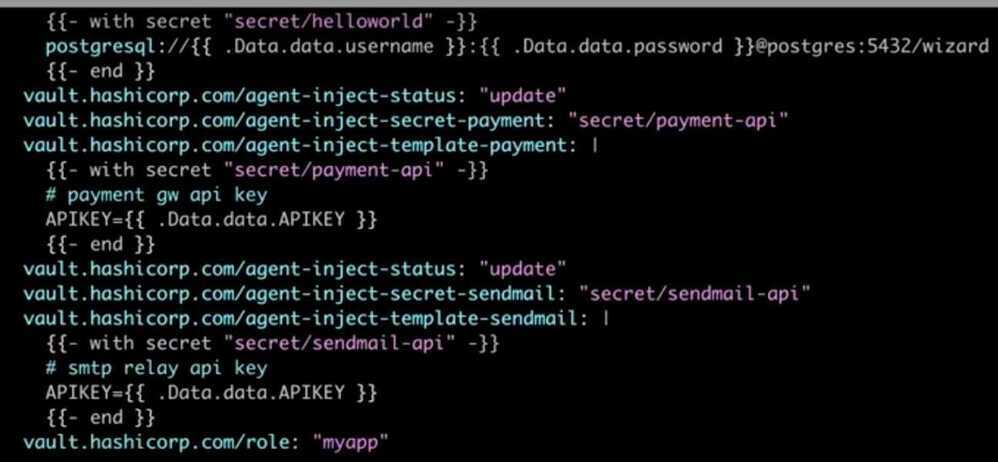 {{- with secret "secret/helloworld" -}}
postgresql://{{ .Data.data.username }}:{{ .Data.data.password }}@postgres:5432/wizard
{{- end }}
vault.hashicorp.com/agent-inject-status: "update"
vault.hashicorp.com/agent-inject-secret-payment: "secret/payment-api"
vault.hashicorp.com/agent-inject-template-payment: |
{{- with secret "secret/payment-api" -}}
# payment gw api key
APIKEY={{ .Data.data.APIKEY }}
{{- end }}
vault.hashicorp.com/agent-inject-status: "update"
vault.hashicorp.com/agent-inject-secret-sendmail: "secret/sendmail-api"
vault.hashicorp.com/agent-inject-template-sendmail: |
{{- with secret "secret/sendmail-api" -}}
# smtp relay api key
APIKEY={{ .Data.data.APIKEY }}
{{- end }}
vault.hashicorp.com/role: "myapp"